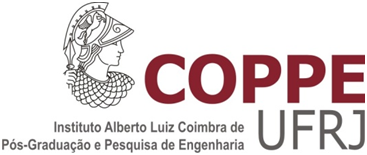 COPPE
UFRJ
Instituto Alberto Luiz Coimbra de
Pós-Graduação e Pesquisa de Engenharia